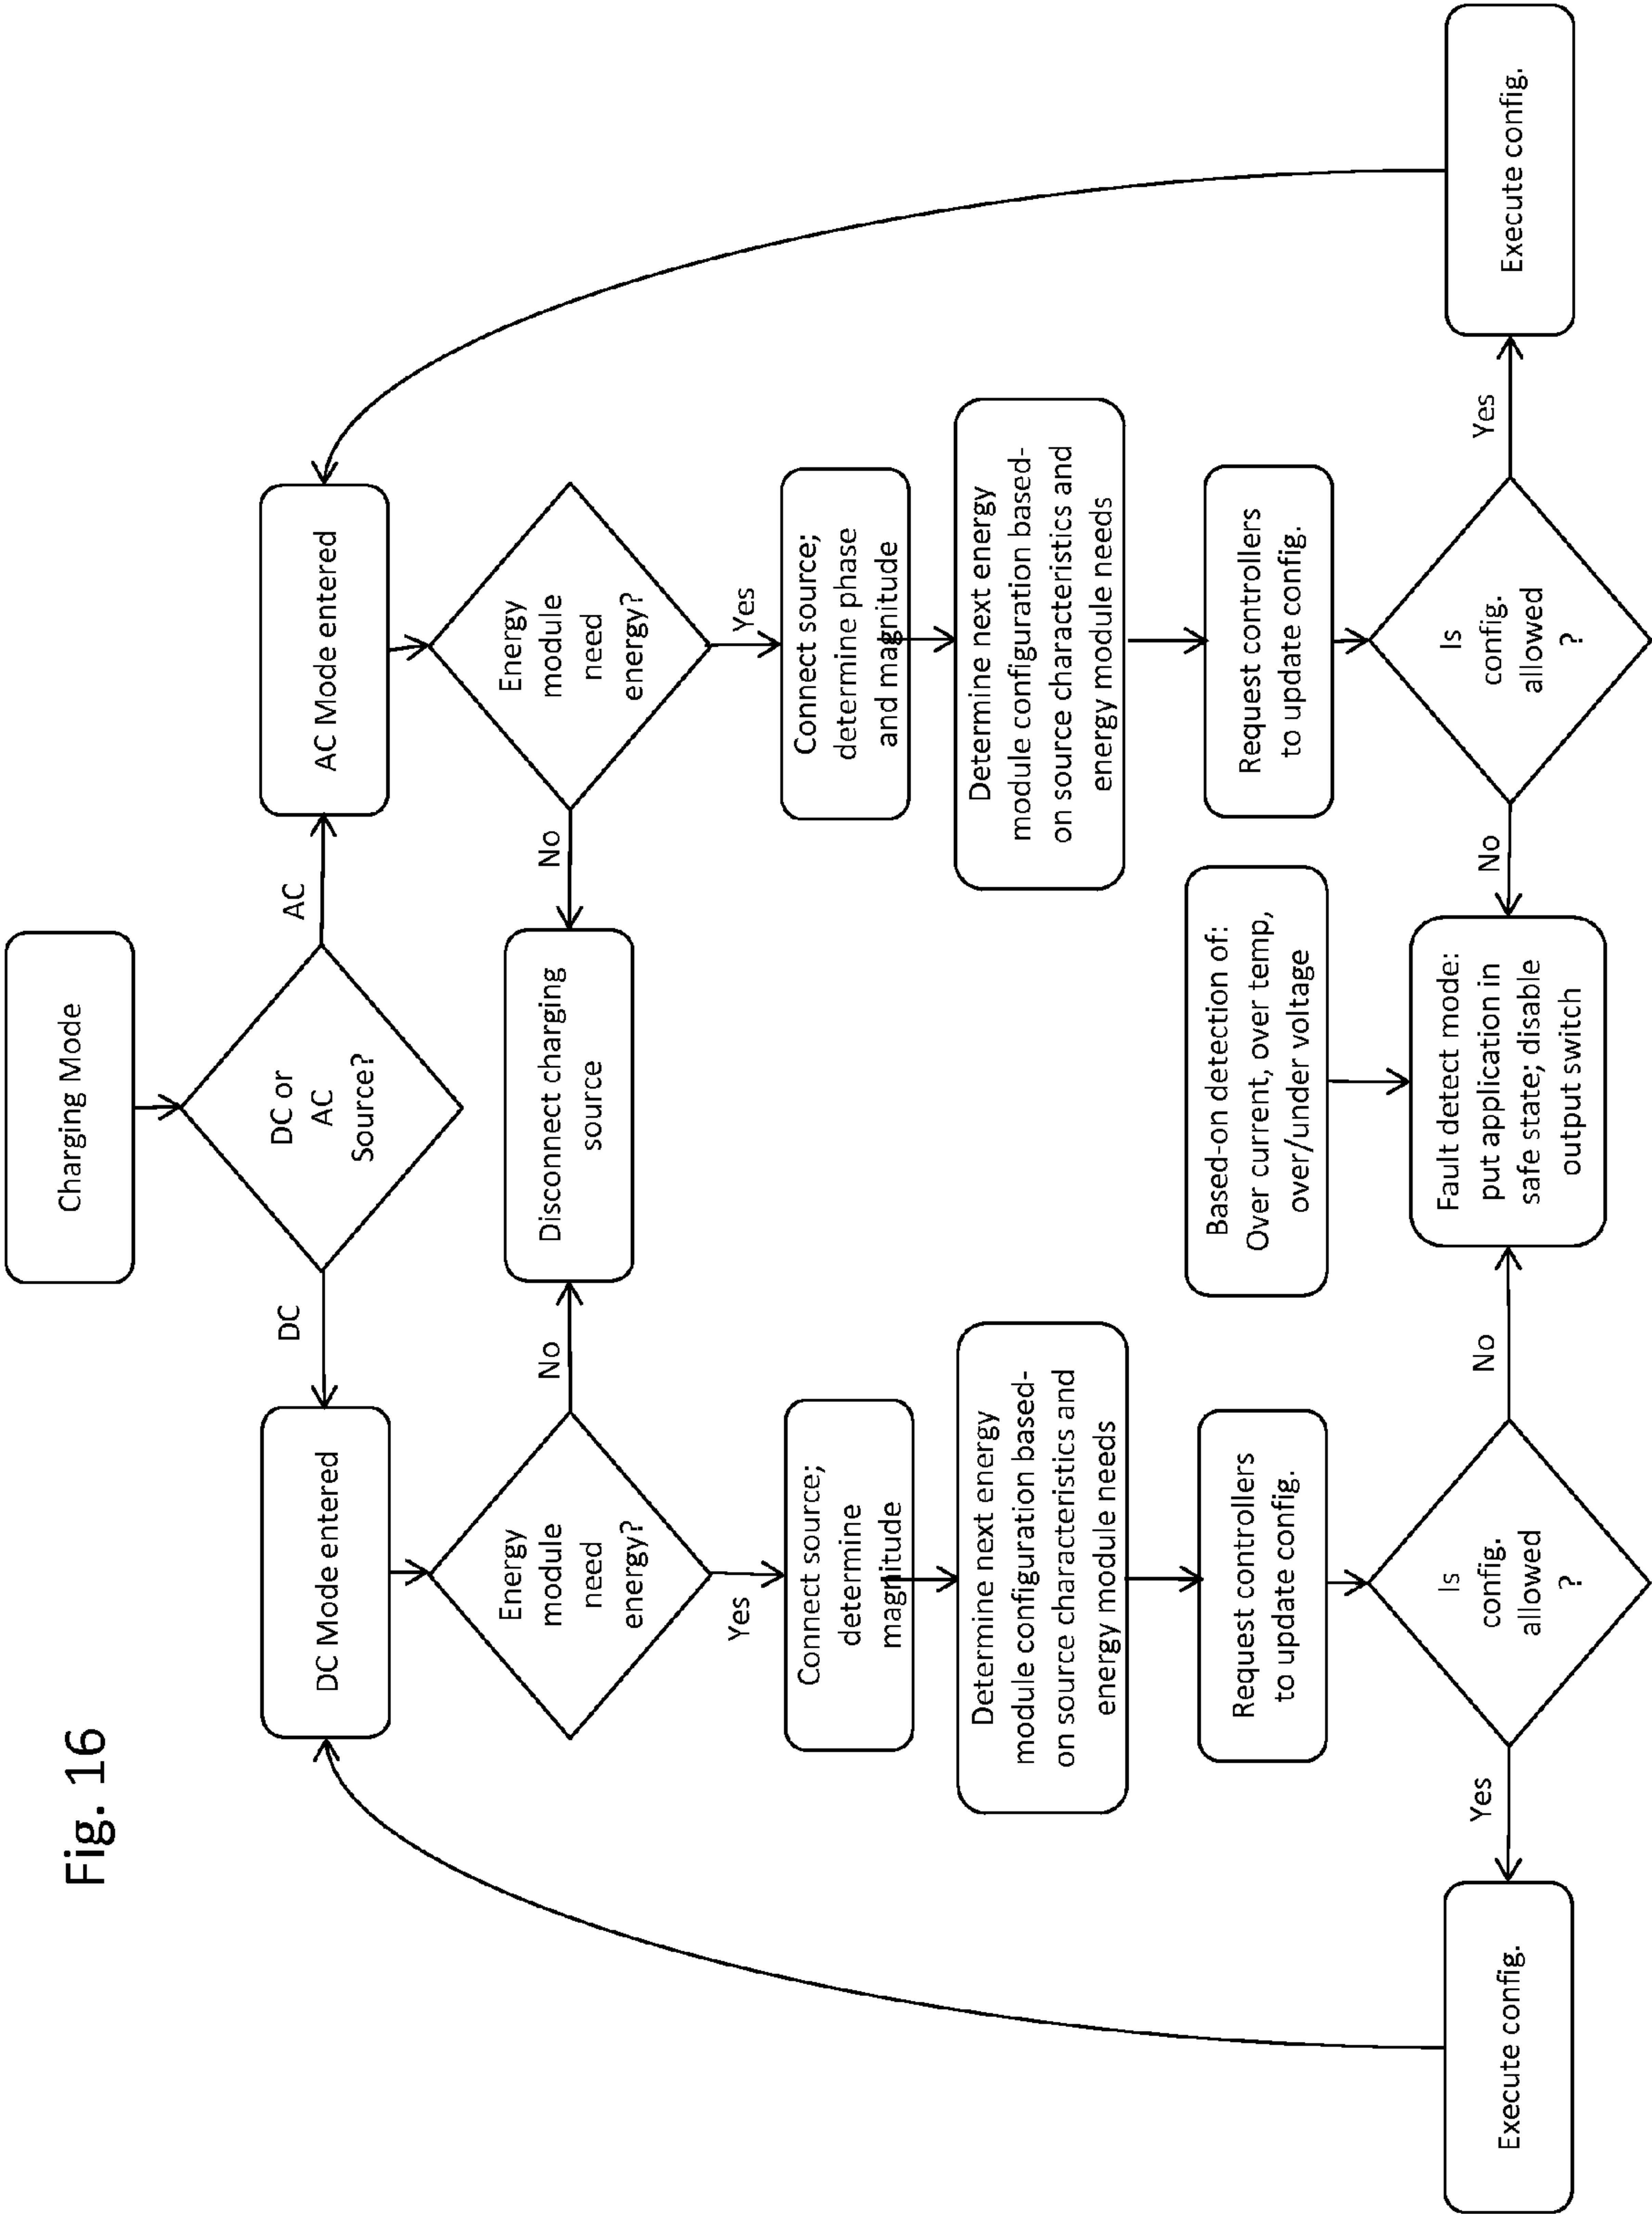 Fig. 16
Charging Mode
DC or
AC
Source?
DC
AC
DC Mode entered
AC Mode entered
Energy
module
need
energy?
No
Disconnect charging
source
No
Energy
module
need
energy?
Yes
Yes
Connect source;
determine
magnitude
Connect source;
determine phase
and magnitude
Determine next energy
module configuration based-
on source characteristics and
energy module needs
Determine next energy
module configuration based-
on source characteristics and
energy module needs
Request controllers
to update config.
Based-on detection of:
Over current, over temp,
over/under voltage
Request controllers
to update config.
Execute config.
Yes
Is
config.
allowed
?
No
Fault detect mode:
put application in
safe state; disable
output switch
No
Is
config.
allowed
?
Yes
Execute config.